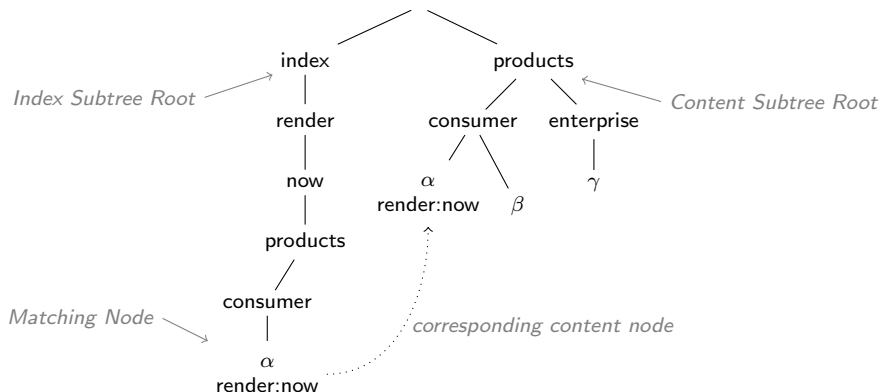 index
products
Index Subtree Root
Content Subtree Root
render
consumer
enterprise
now
α
render:now
β
γ
products
consumer
Matching Node
corresponding content node
α
render:now